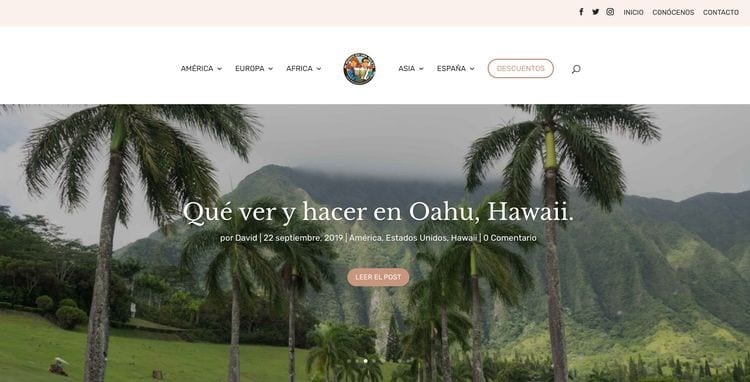 INICIO CONÓCENOS CONTACTO
AMÉRICA EUROPA AFRICA ASIA ESPAÑA DESCUENTOS
Qué ver y hacer en Oahu, Hawaii.
por David | 22 septiembre, 2019 | América, Estados Unidos, Hawaii | 0 Comentario
LEER EL POST